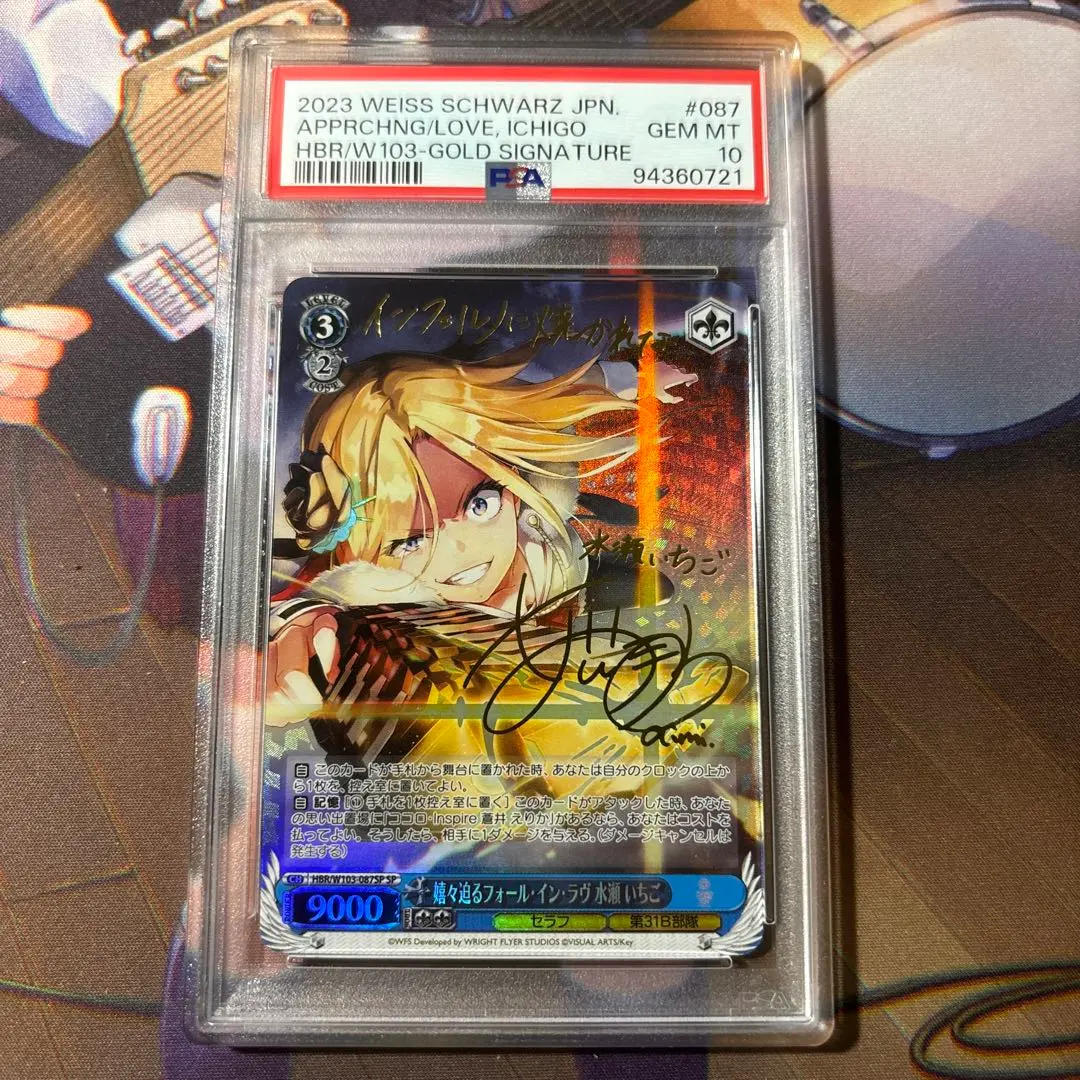 2023 WEISS SCHWARZ JPN. #087
APPRCHNG/LOVE, ICHIGO GEM MT
HBR/W103-GOLD SIGNATURE 10
PSA 94360721
LEVEL
3
2
COST
インフェルノに焼かれて
水瀬いちご
自 このカードが手札から舞台に置かれた時、あなたは自分のクロックの上か
ら1枚を、控え室に置いてよい。
自 記憶 [① 手札を1枚控え室に置く] このカードがアタックした時、あなた
の思い出置場に「ココロ・Inspire 蒼井 えりか」があるなら、あなたはコストを
払ってよい。そうしたら、相手に1ダメージを与える。(ダメージキャンセルは
発生する)
CH HBR/W103-087SP SP
嬉々迫るフォール・イン・ラヴ 水瀬 いちご
9000 セラフ 第31B部隊
©WFS Developed by WRIGHT FLYER STUDIOS ©VISUAL ARTS/Key
PSA